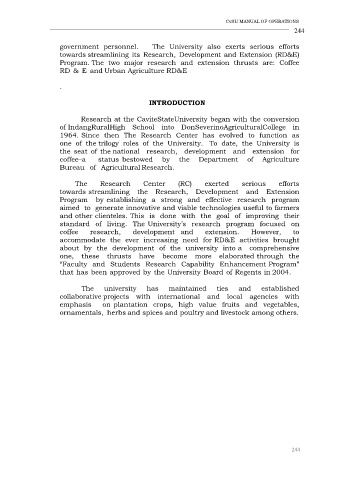 CvSU MANUAL OF OPERATIONS
244
government personnel. The University also exerts serious efforts
towards streamlining its Research, Development and Extension (RD&E)
Program. The two major research and extension thrusts are: Coffee
RD & E and Urban Agriculture RD&E
.
INTRODUCTION
Research at the CaviteStateUniversity began with the conversion
of IndangRuralHigh School into DonSeverinoAgriculturalCollege in
1964. Since then The Research Center has evolved to function as
one of the trilogy roles of the University. To date, the University is
the seat of the national research, development and extension for
coffee-a status bestowed by the Department of Agriculture
Bureau of Agricultural Research.
The Research Center (RC) exerted serious efforts
towards streamlining the Research, Development and Extension
Program by establishing a strong and effective research program
aimed to generate innovative and viable technologies useful to farmers
and other clienteles. This is done with the goal of improving their
standard of living. The University's research program focused on
coffee research, development and extension. However, to
accommodate the ever increasing need for RD&E activities brought
about by the development of the university into a comprehensive
one, these thrusts have become more elaborated through the
"Faculty and Students Research Capability Enhancement Program"
that has been approved by the University Board of Regents in 2004.
The university has maintained ties and established
collaborative projects with international and local agencies with
emphasis on plantation crops, high value fruits and vegetables,
ornamentals, herbs and spices and poultry and livestock among others.
244